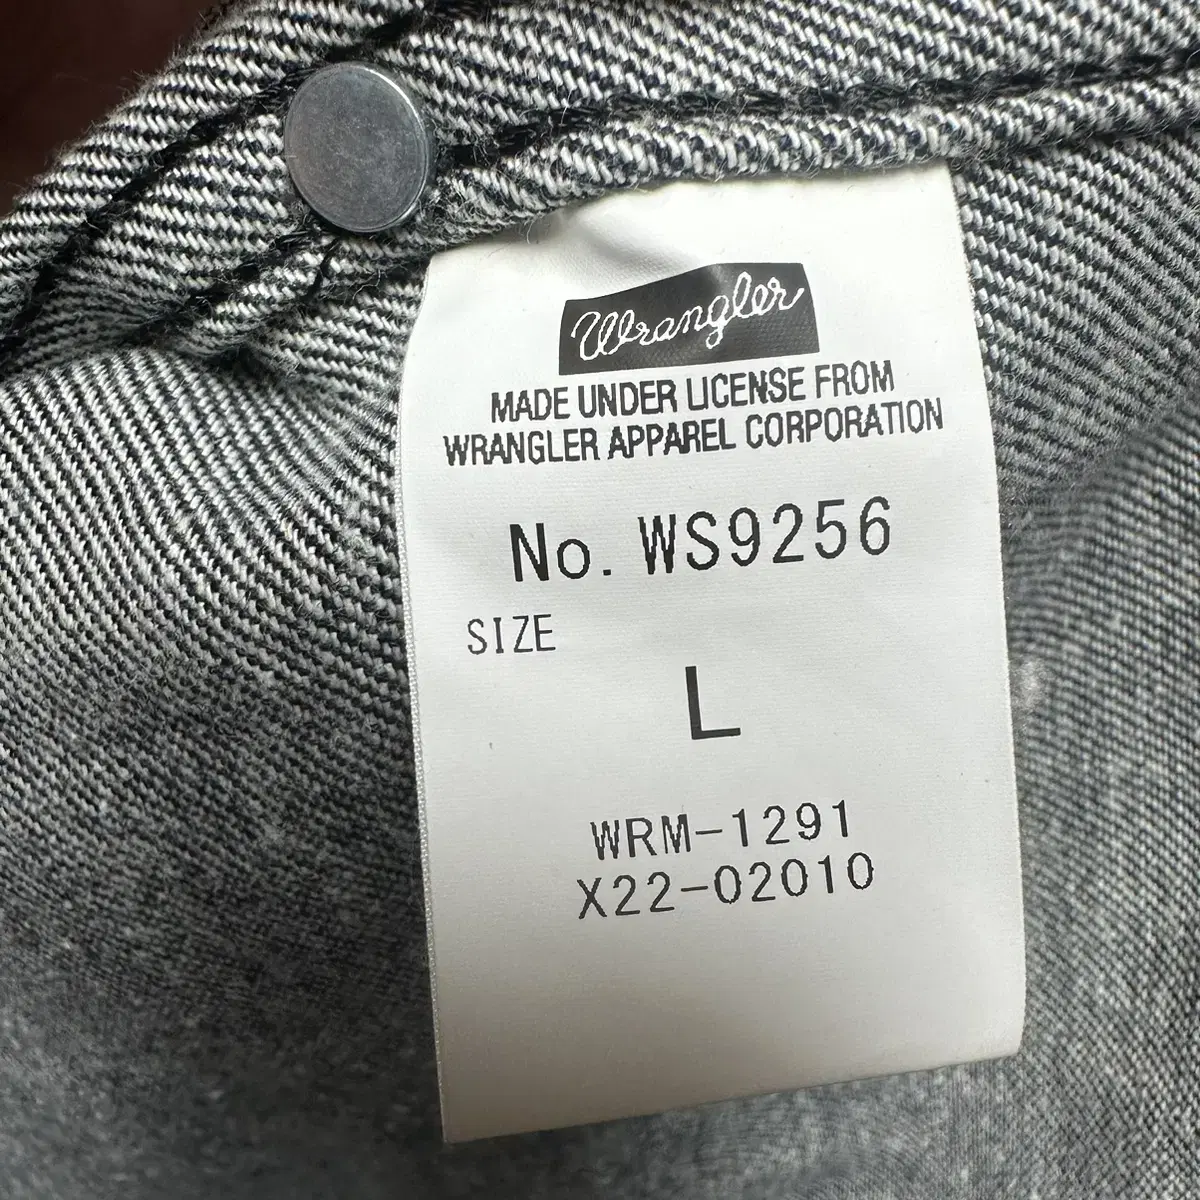 Wrangler
MADE UNDER LICENSE FROM
WRANGLER APPAREL CORPORATION
No. WS9256
SIZE
L
WRM-1291
X22-02010